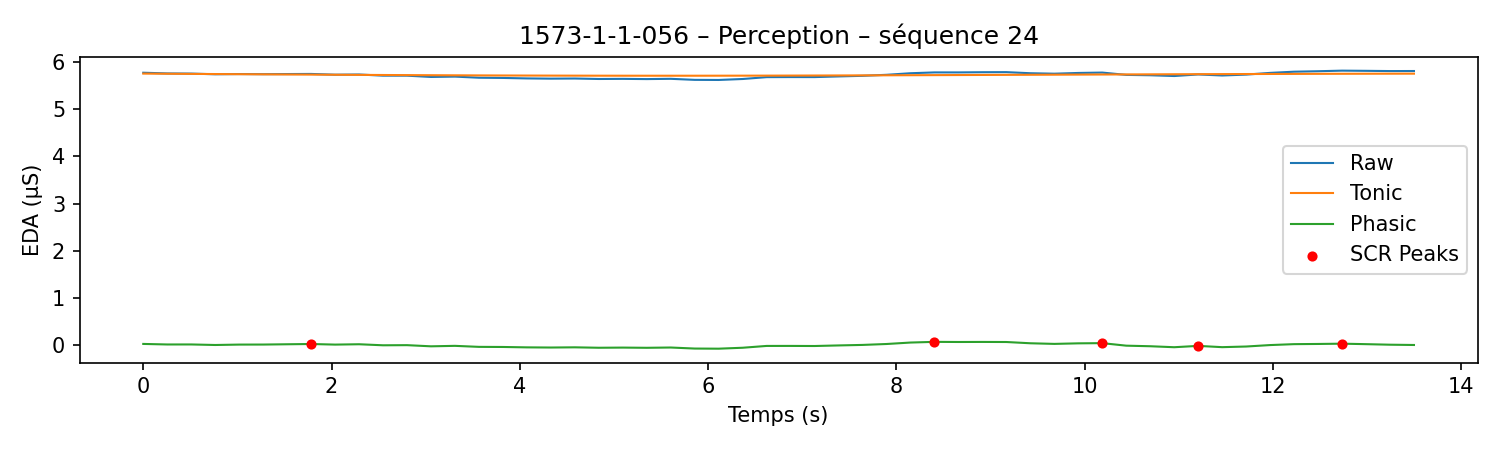 1573-1-1-056 – Perception – séquence 24
EDA (µS)
6
5
4
3
2
1
0
Raw
Tonic
Phasic
SCR Peaks
0 2 4 6 8 10 12 14
Temps (s)